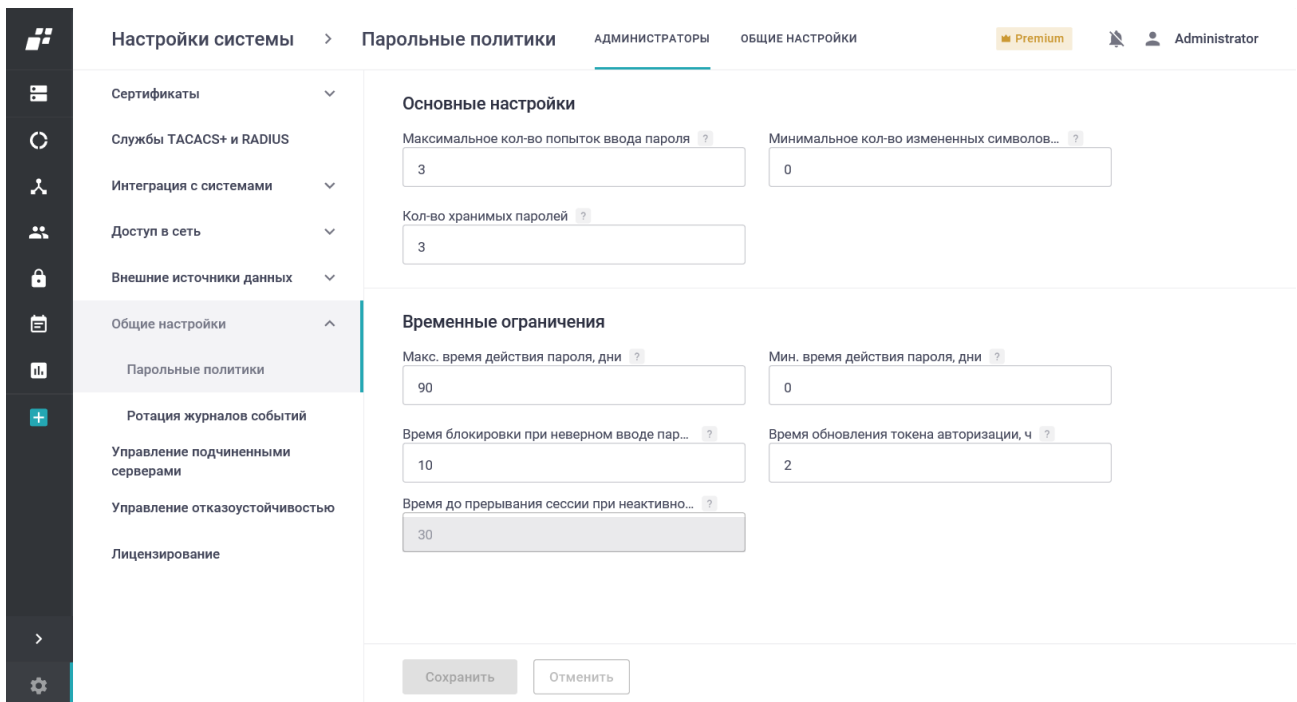 Настройки системы > Парольные политики АДМИНИСТРАТОРЫ ОБЩИЕ НАСТРОЙКИ Premium Administrator
Сертификаты
Службы TACACS+ и RADIUS
Интеграция с системами
Доступ в сеть
Внешние источники данных
Общие настройки
Парольные политики
Ротация журналов событий
Управление подчиненными
серверами
Управление отказоустойчивостью
Лицензирование
Основные настройки
Максимальное кол-во попыток ввода пароля ? Минимальное кол-во измененных символов... ?
3 0
Кол-во хранимых паролей ?
3
Временные ограничения
Макс. время действия пароля, дни ? Мин. время действия пароля, дни ?
90 0
Время блокировки при неверном вводе пар... ? Время обновления токена авторизации, ч ?
10 2
Время до прерывания сессии при неактивно... ?
30
Сохранить Отменить